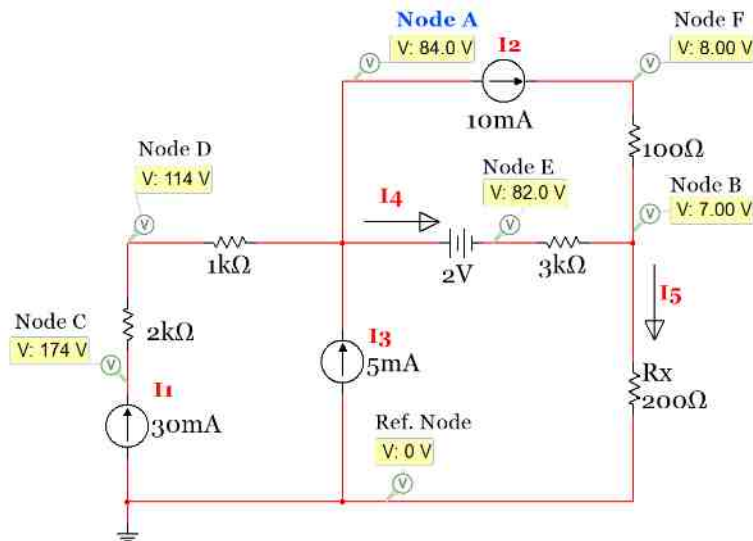 Node A
V: 84.0 V
I2
10mA
Node F
V: 8.00 V
100Ω
Node D
V: 114 V
1kΩ
I4
Node E
V: 82.0 V
2V
3kΩ
Node B
V: 7.00 V
I5
Node C
V: 174 V
2kΩ
I1
30mA
I3
5mA
Ref. Node
V: 0 V
Rx
200Ω
V
V
V
V
V
V
V